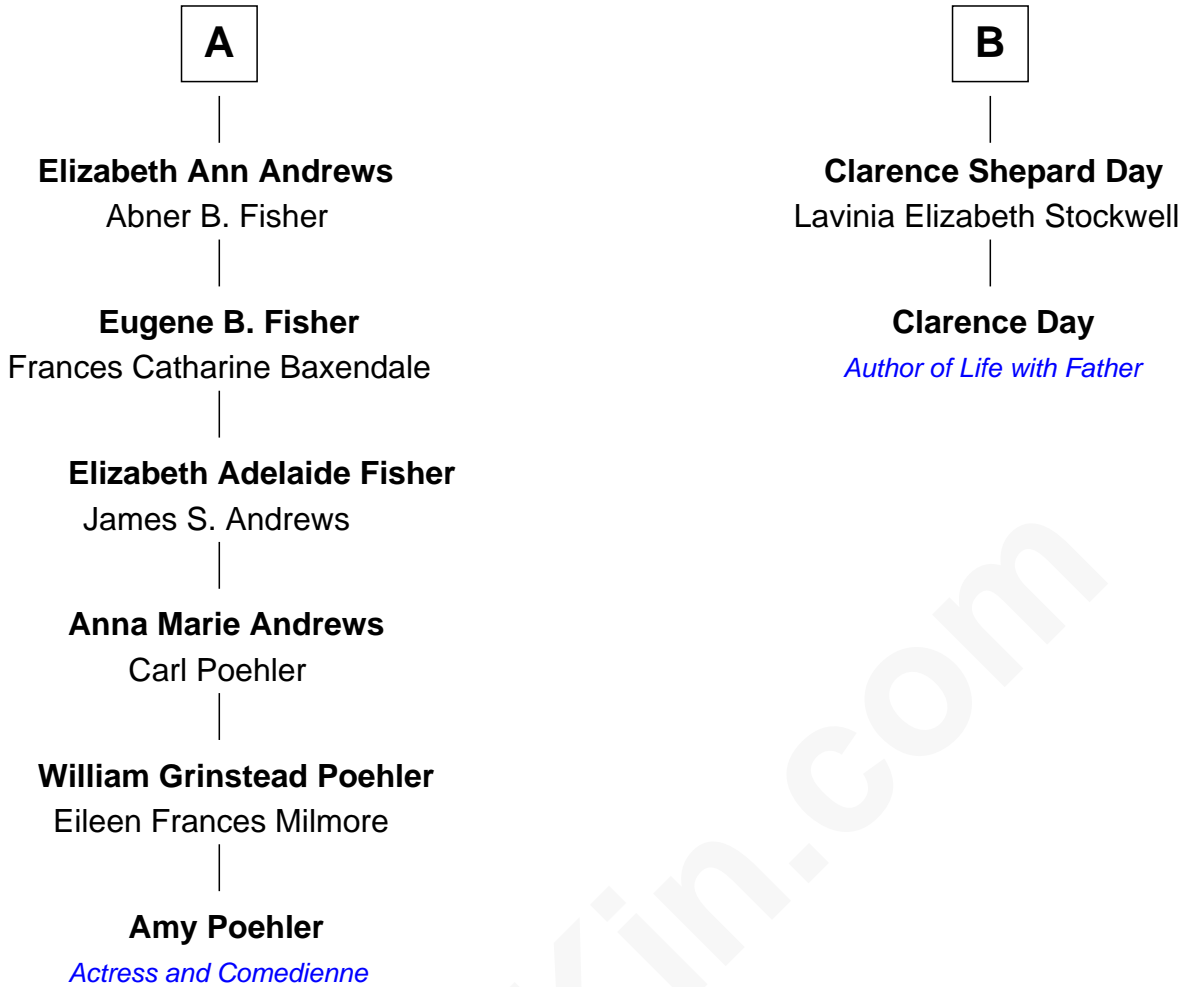 A
Elizabeth Ann Andrews
Abner B. Fisher
Eugene B. Fisher
Frances Catharine Baxendale
Elizabeth Adelaide Fisher
James S. Andrews
Anna Marie Andrews
Carl Poehler
William Grinstead Poehler
Eileen Frances Milmore
Amy Poehler
Actress and Comedienne
B
Clarence Shepard Day
Lavinia Elizabeth Stockwell
Clarence Day
Author of Life with Father
Kin.com